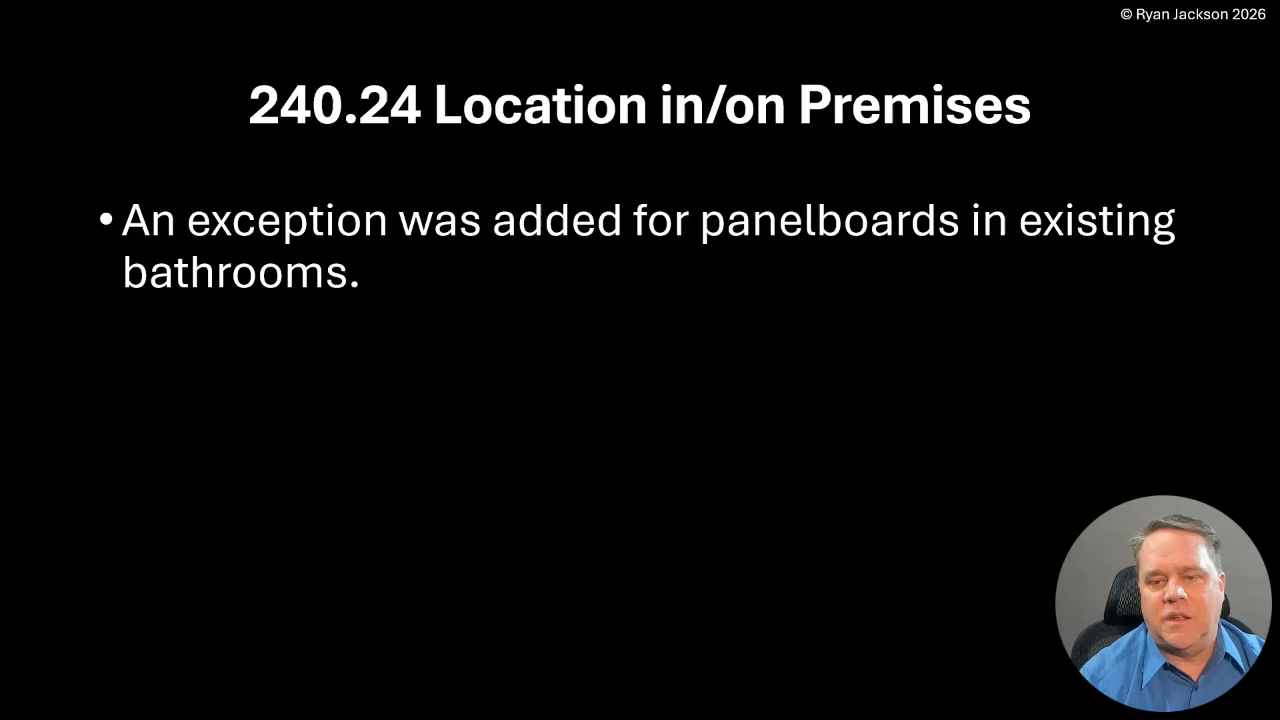 © Ryan Jackson 2026
240.24 Location in/on Premises
• An exception was added for panelboards in existing
bathrooms.